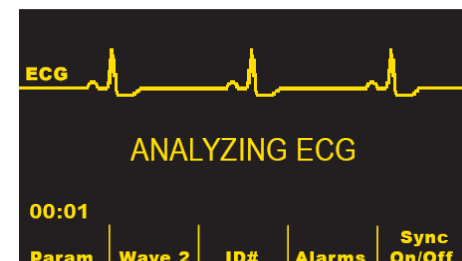 ECG
ANALYZING ECG
00:01
Param Wave 2 ID# Alarms Sync On/Off